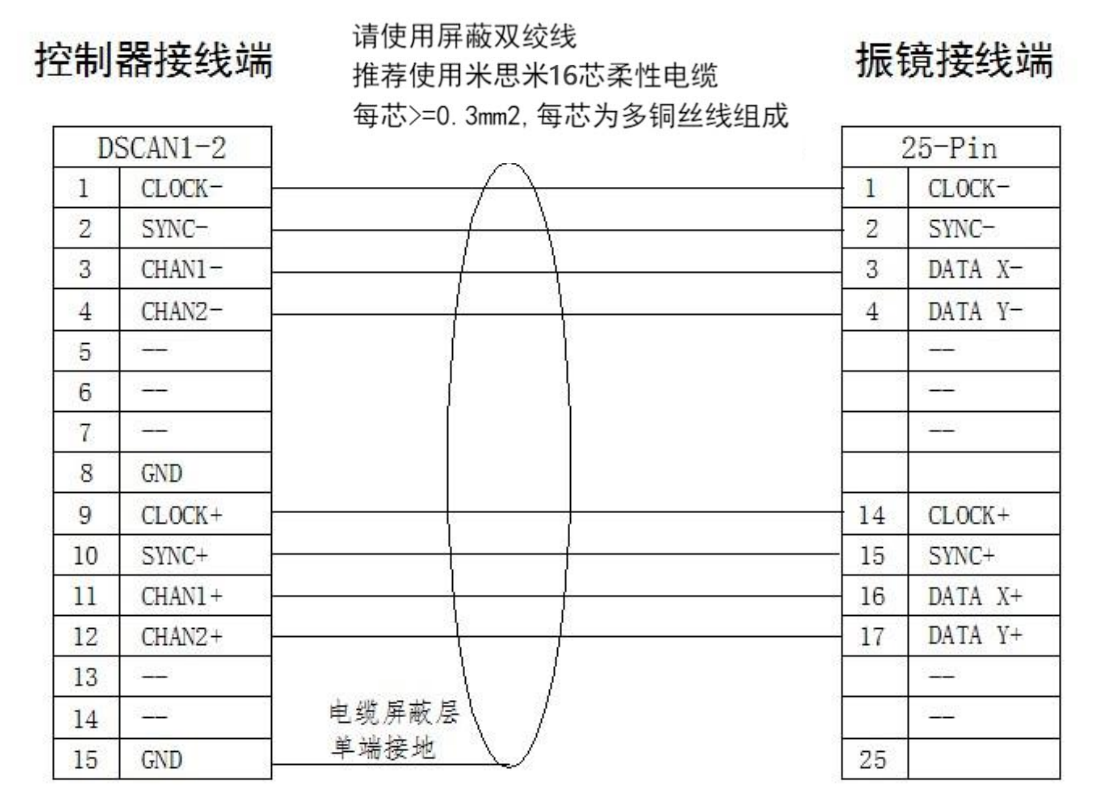 控制器接线端
请使用屏蔽双绞线
推荐使用米思米16芯柔性电缆
每芯>=0.3mm2,每芯为多铜丝线组成
振镜接线端
DSCAN1-2
1 CLOCK-
2 SYNC-
3 CHAN1-
4 CHAN2-
5 --
6 --
7 --
8 GND
9 CLOCK+
10 SYNC+
11 CHAN1+
12 CHAN2+
13 --
14 --
15 GND
电缆屏蔽层
单端接地
25-Pin
1 CLOCK-
2 SYNC-
3 DATA X-
4 DATA Y-
--
--
--
14 CLOCK+
15 SYNC+
16 DATA X+
17 DATA Y+
--
--
25